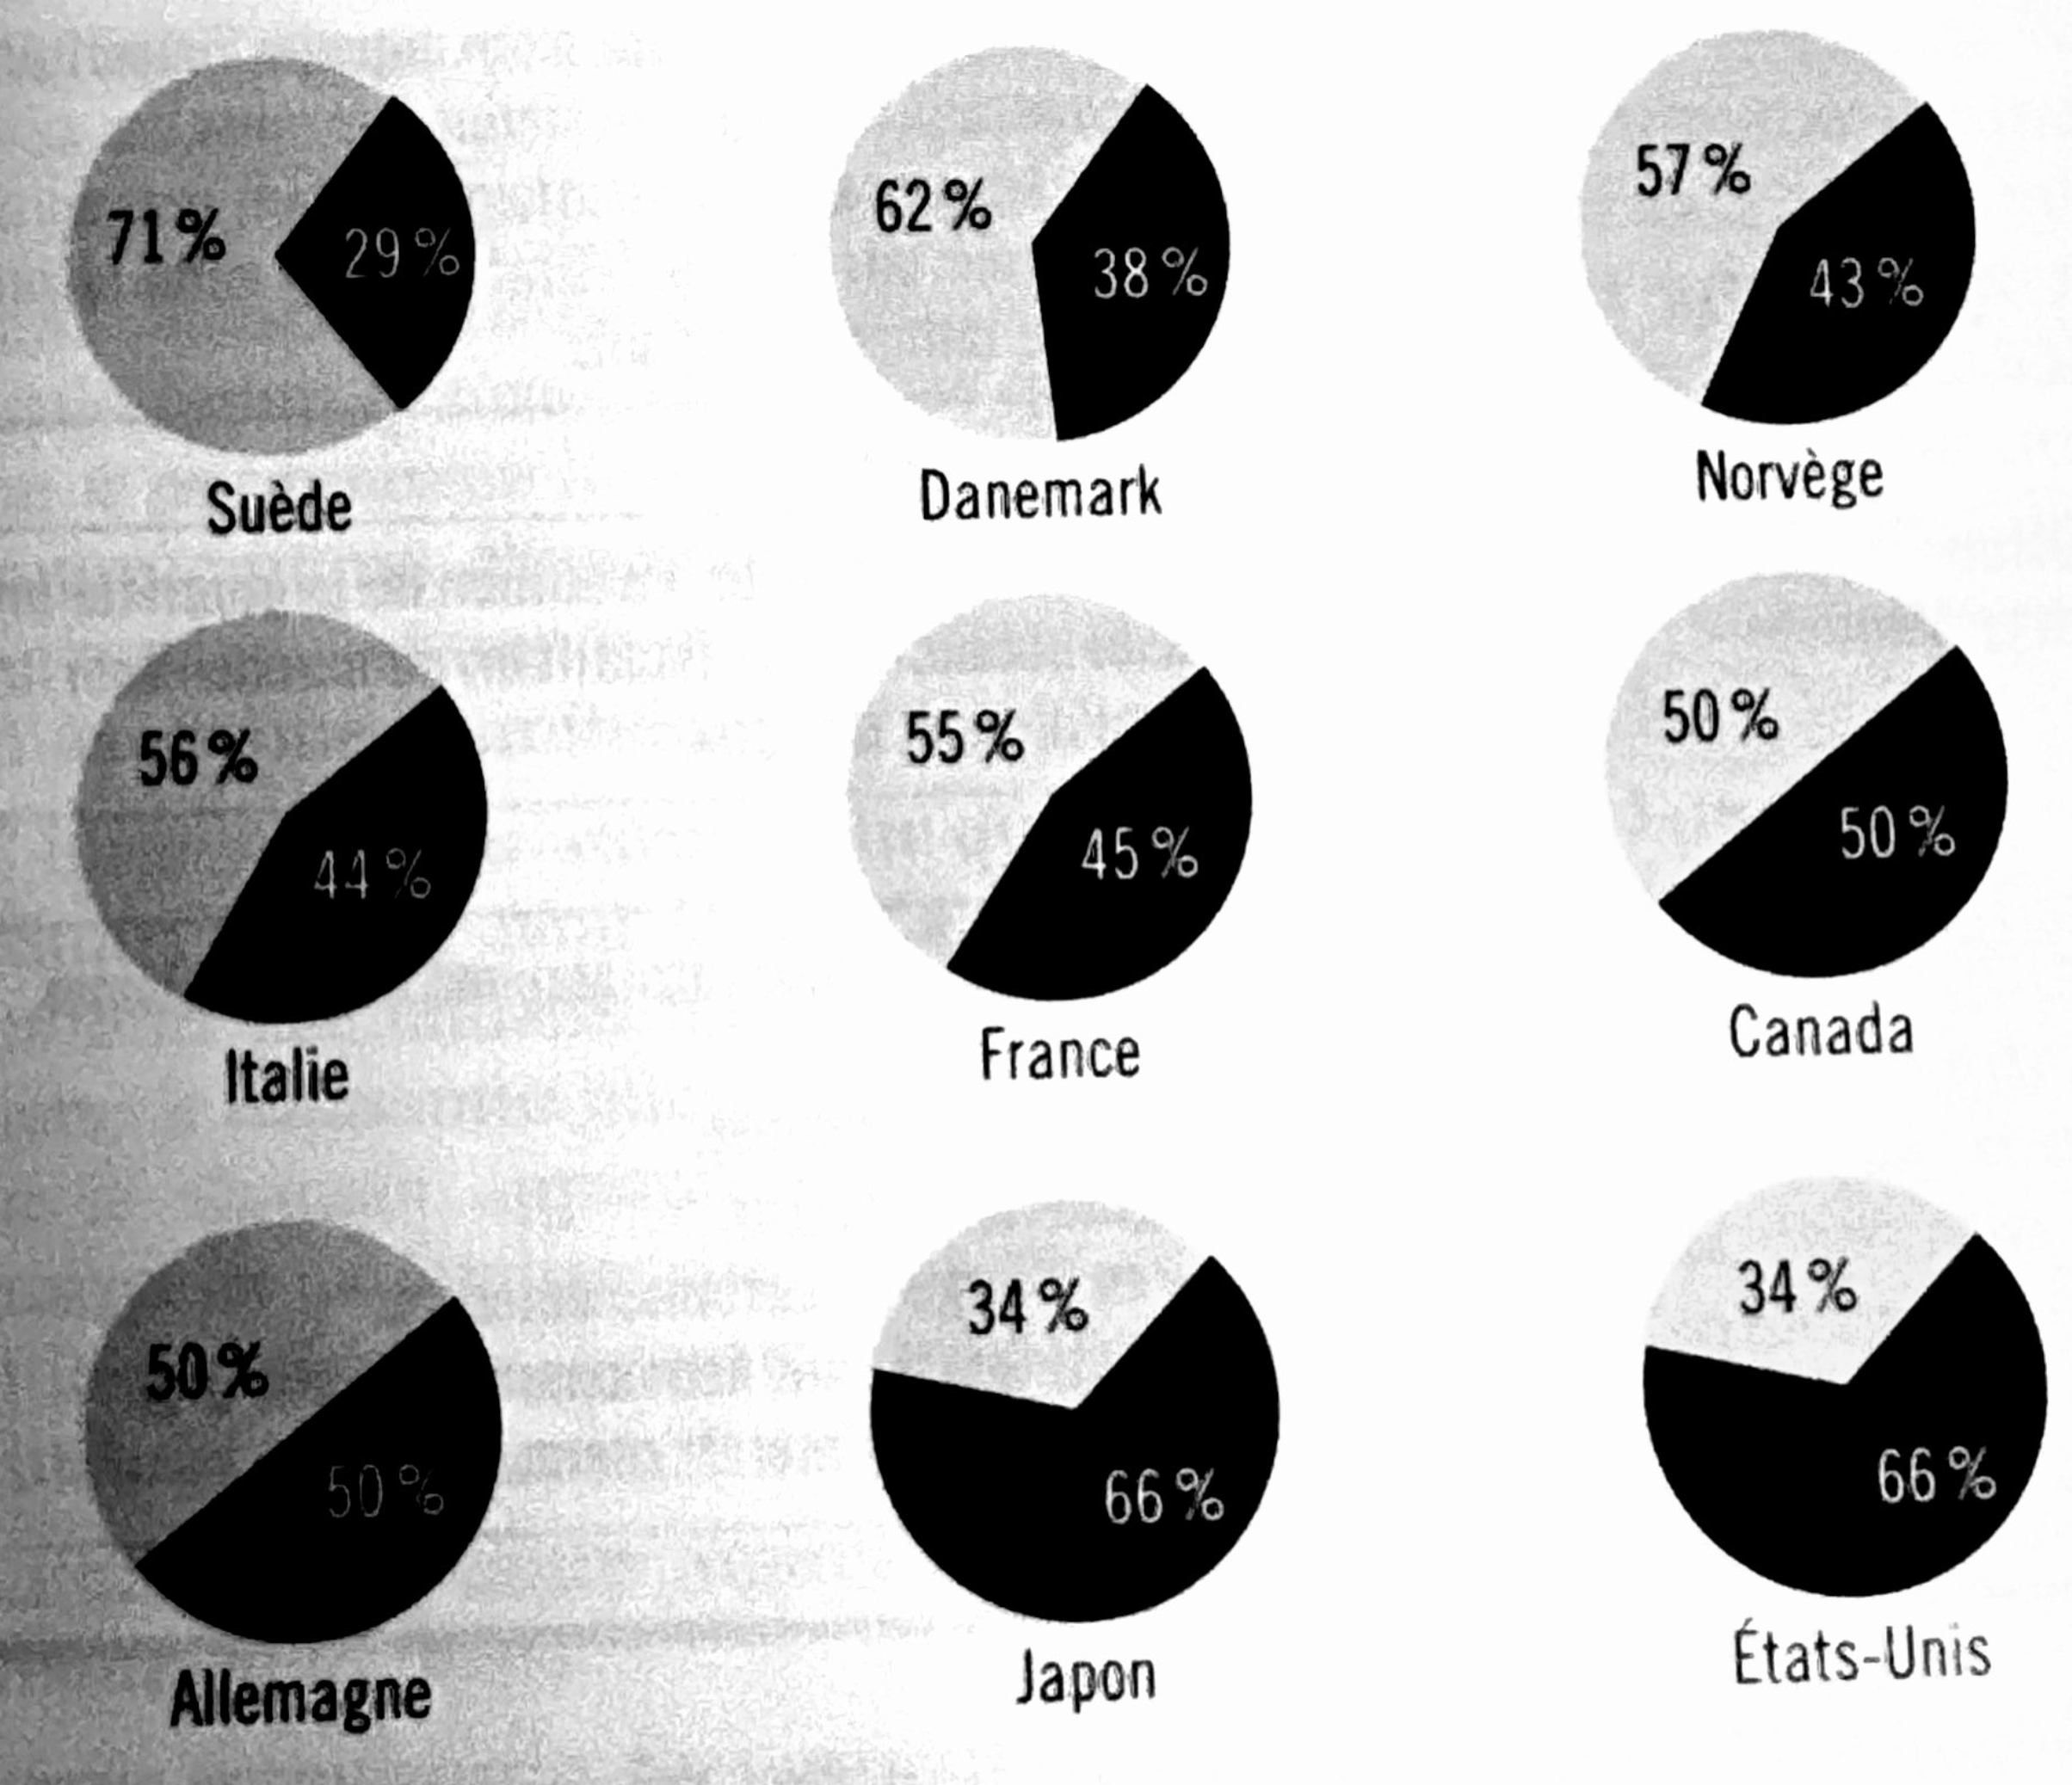 71% 29%
62% 38%
57% 43%
Suède
Danemark
Norvège
56% 44%
55% 45%
50% 50%
Italie
France
Canada
50% 50%
34% 66%
34% 66%
Allemagne
Japon
États-Unis